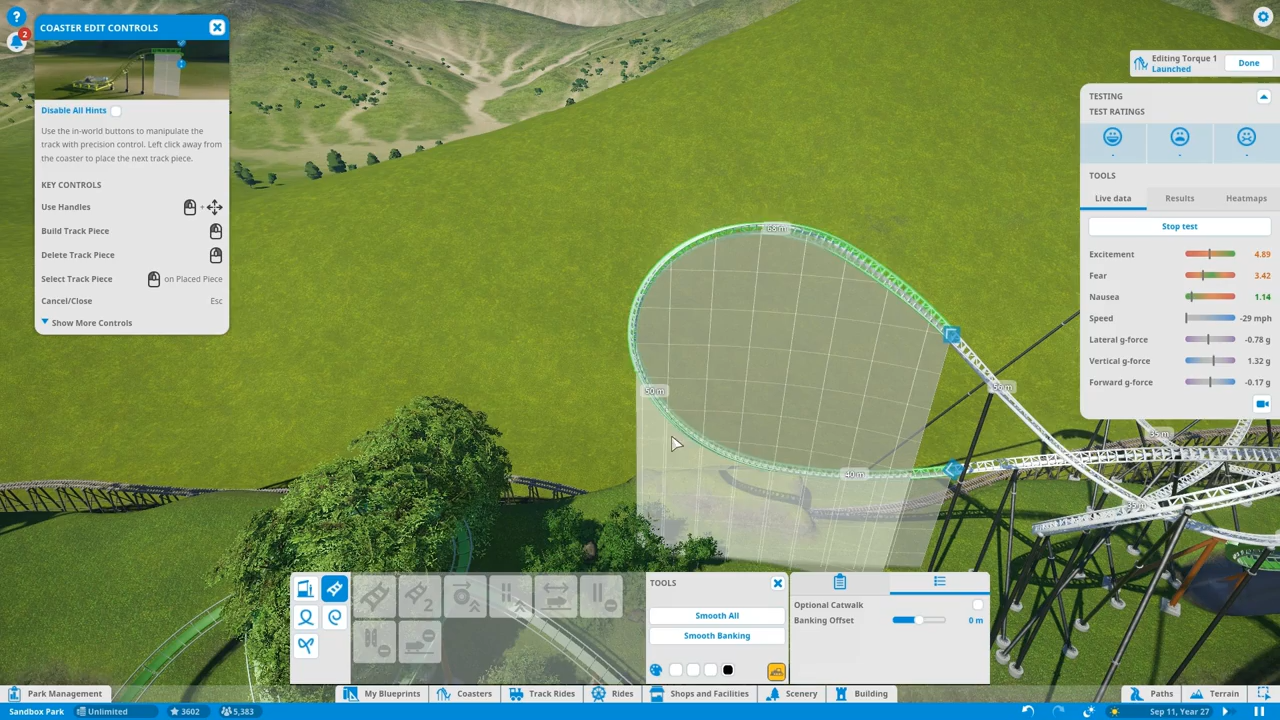 ?
2
COASTER EDIT CONTROLS
Disable All Hints
Use the in-world buttons to manipulate the
track with precision control. Left click away from
the coaster to place the next track piece.
KEY CONTROLS
Use Handles
+
Build Track Piece
Delete Track Piece
Select Track Piece on Placed Piece
Cancel/Close Esc
Show More Controls
50 m
40 m
Editing Torque 1
Launched
Done
TESTING
TEST RATINGS
- - -
TOOLS
Live data Results Heatmaps
Stop test
Excitement 4.89
Fear 3.42
Nausea 1.14
Speed -29 mph
Lateral g-force -0.78 g
Vertical g-force 1.32 g
Forward g-force -0.17 g
2
TOOLS
Smooth All
Smooth Banking
Optional Catwalk
Banking Offset 0 m
Park Management My Blueprints Coasters Track Rides Rides Shops and Facilities Scenery Building Paths Terrain
Sandbox Park Unlimited 3602 5,383 Sep 11, Year 27